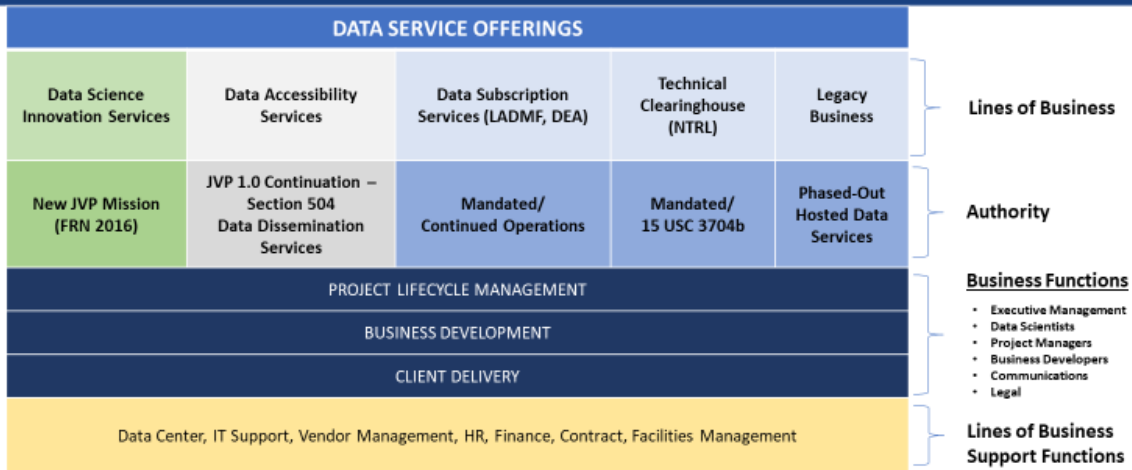 DATA SERVICE OFFERINGS
Data Science
Innovation Services
Data Accessibility
Services
Data Subscription
Services (LADMF, DEA)
Technical
Clearinghouse
(NTRL)
Legacy
Business
Lines of Business
New JVP Mission
(FRN 2016)
JVP 1.0 Continuation –
Section 504
Data Dissemination
Services
Mandated/
Continued Operations
Mandated/
15 USC 3704b
Phased-Out
Hosted Data
Services
Authority
PROJECT LIFECYCLE MANAGEMENT
BUSINESS DEVELOPMENT
CLIENT DELIVERY
Business Functions
• Executive Management
• Data Scientists
• Project Managers
• Business Developers
• Communications
• Legal
Data Center, IT Support, Vendor Management, HR, Finance, Contract, Facilities Management
Lines of Business
Support Functions